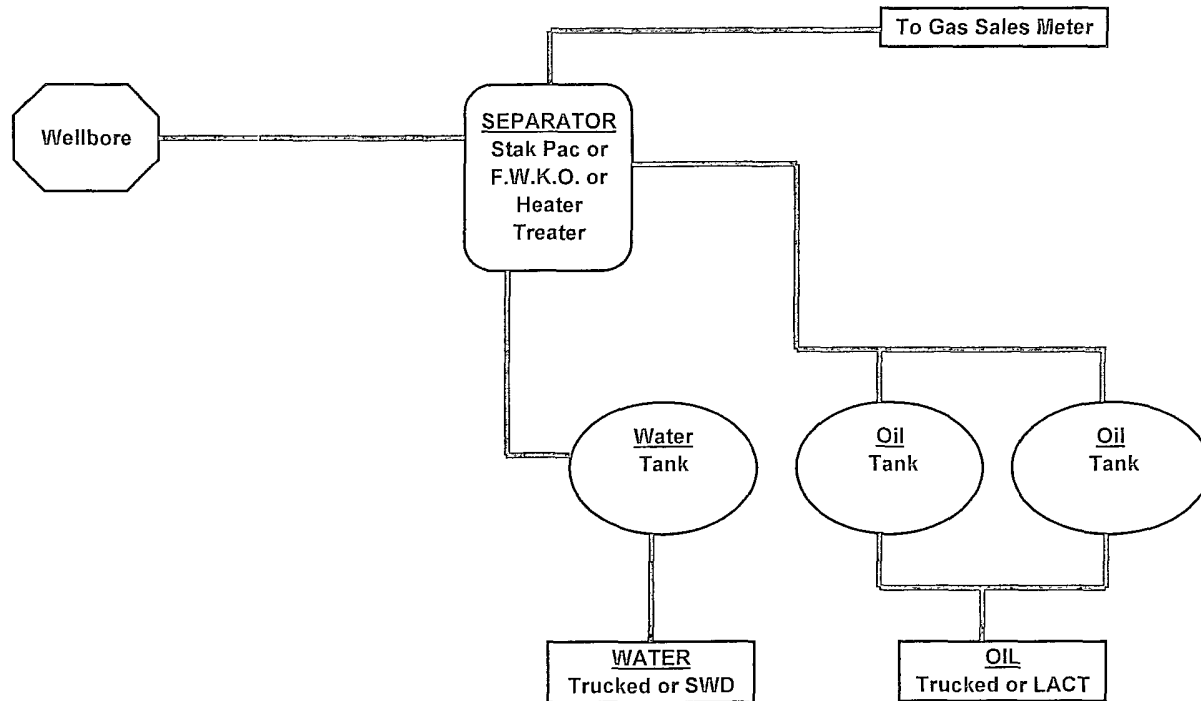 To Gas Sales Meter
Wellbore
SEPARATOR
Stak Pac or
F.W.K.O. or
Heater
Treater
Water
Tank
Oil
Tank
Oil
Tank
WATER
Trucked or SWD
OIL
Trucked or LACT